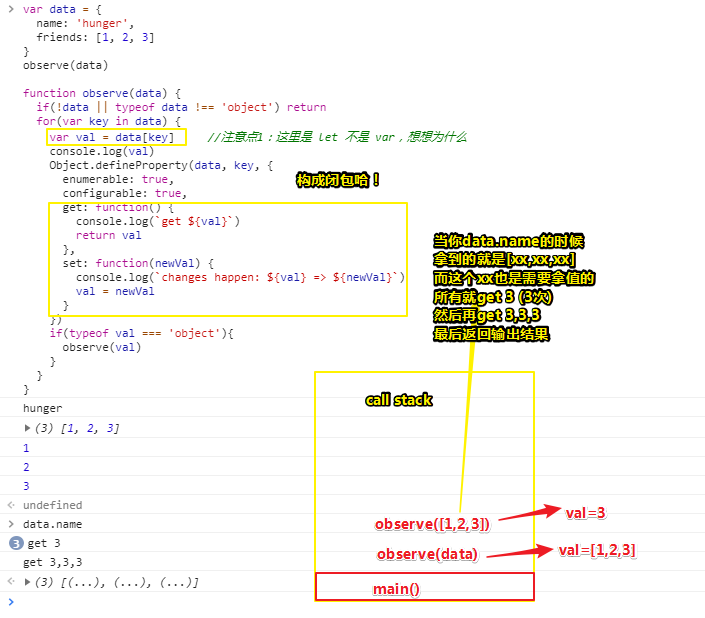 > var data = {
name: 'hunger',
friends: [1, 2, 3]
}
observe(data)
function observe(data) {
if(!data || typeof data !== 'object') return
for(var key in data) {
var val = data[key] //注意点1：这里是 let 不是 var，想想为什么
console.log(val)
Object.defineProperty(data, key, {
enumerable: true,
configurable: true,
构成闭包哈！
get: function() {
console.log(`get ${val}`)
return val
},
set: function(newVal) {
console.log(`changes happen: ${val} => ${newVal}`)
val = newVal
}
})
if(typeof val === 'object'){
observe(val)
}
}
}
当你data.name的时候
拿到的就是[xx,xx,xx]
而这个xx也是需要拿值的
所有就get 3 (3次)
然后再get 3,3,3
最后返回输出结果
hunger
(3) [1, 2, 3]
1
2
3
undefined
> data.name
3 get 3
get 3,3,3
(3) [(...), (...), (...)]
>
call stack
observe([1,2,3])
val=3
observe(data)
val=[1,2,3]
main()